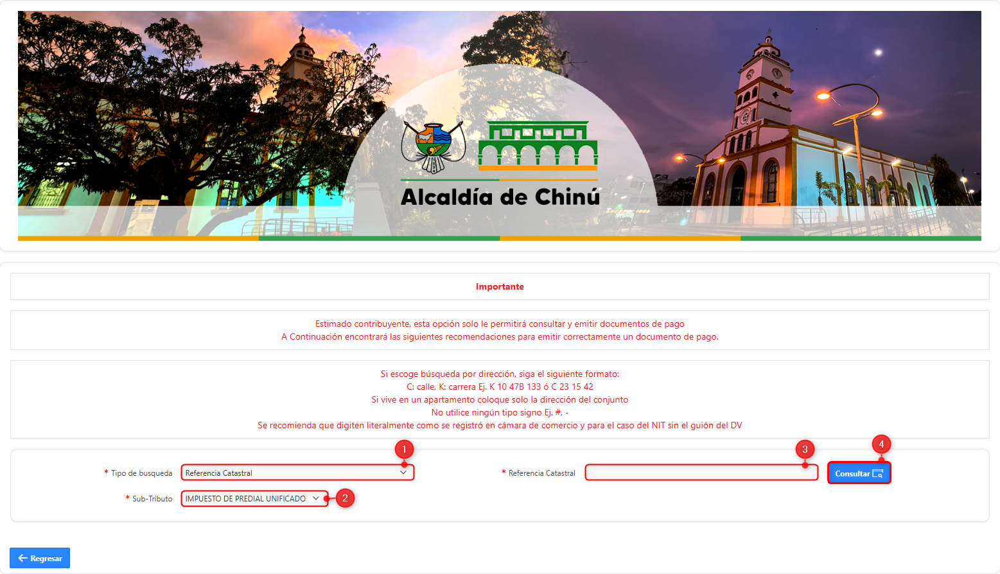 Alcaldía de Chinú
Importante
Estimado contribuyente, esta opción solo le permitirá consultar y emitir documentos de pago
A Continuación encontrará las siguientes recomendaciones para emitir correctamente un documento de pago.
Si escoge búsqueda por dirección, siga el siguiente formato:
C: calle, K: carrera Ej. K 10 47B 133 ó C 23 15 42
Si vive en un apartamento coloque solo la dirección del conjunto
No utilice ningún tipo signo Ej. #, -
Se recomienda que digiten literalmente como se registró en cámara de comercio y para el caso del NIT sin el guión del DV
1
3
4
* Tipo de busqueda Referencia Catastral * Referencia Catastral Consultar
* Sub-Tributo IMPUESTO DE PREDIAL UNIFICADO 2
Regresar